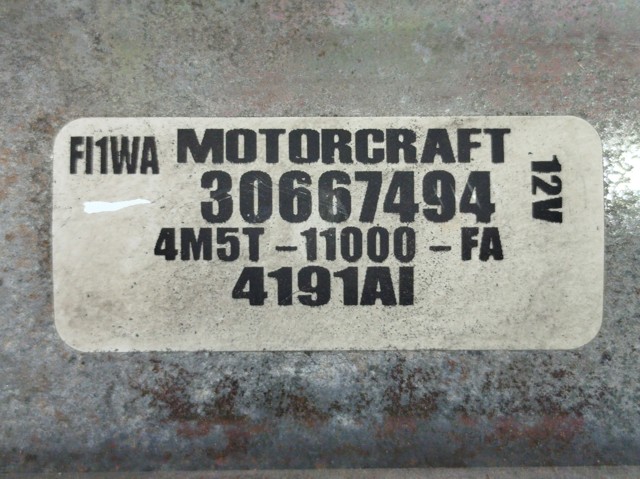 FI1WA MOTORCRAFT
30667494
12V
4M5T-11000-FA
4191AI